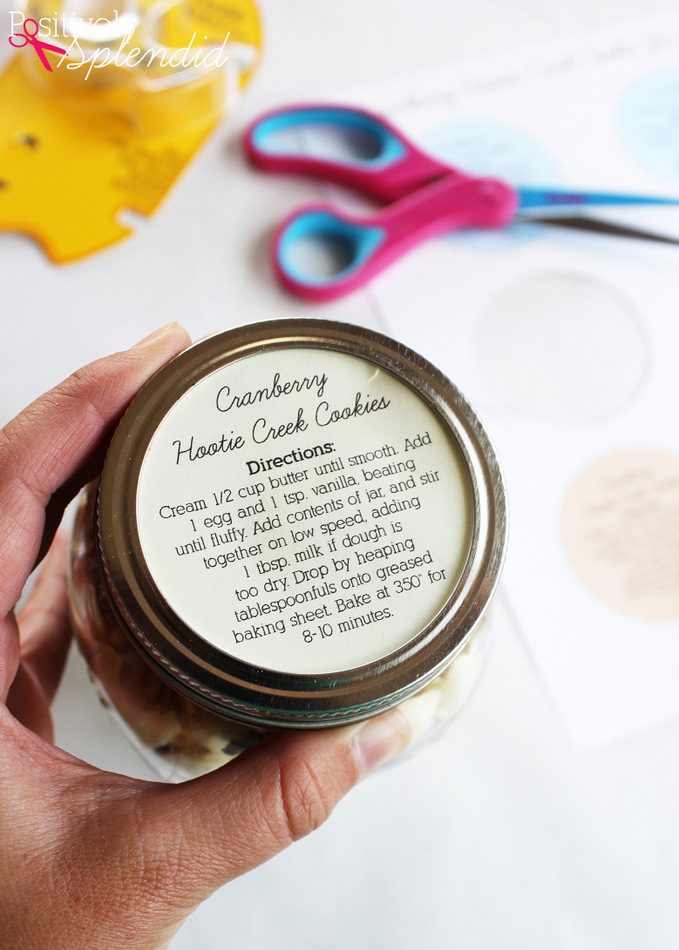 Positively
Splendid
Cranberry
Hootie Creek Cookies
Directions:
Cream 1/2 cup butter until smooth. Add
1 egg and 1 tsp. vanilla, beating
until fluffy. Add contents of jar, and stir
together on low speed, adding
1 tbsp. milk if dough is
too dry. Drop by heaping
tablespoonfuls onto greased
baking sheet. Bake at 350° for
8-10 minutes.